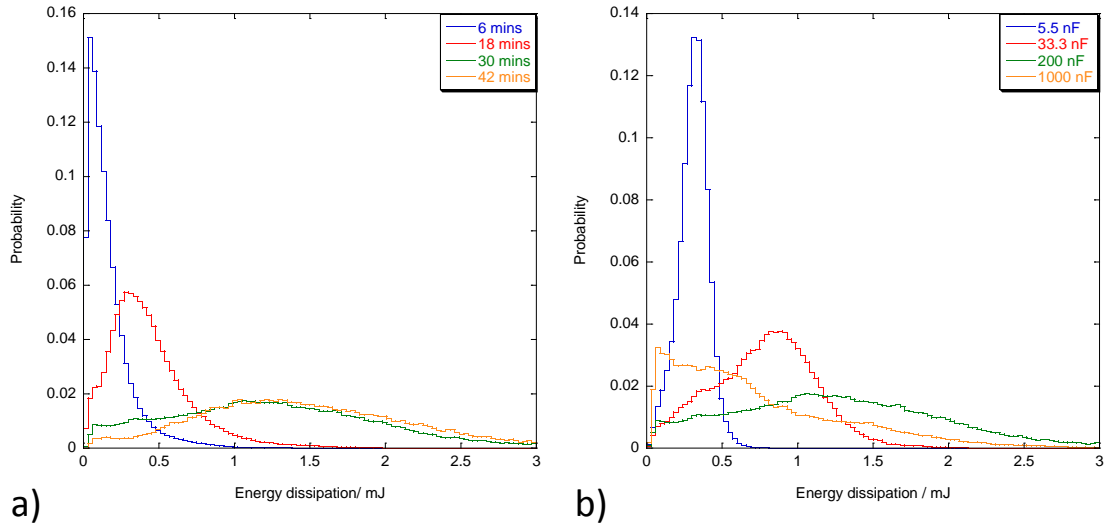 0.16
0.14
0.12
0.1
0.08
0.06
0.04
0.02
0
Probability
6 mins
18 mins
30 mins
42 mins
0 0.5 1 1.5 2 2.5 3
Energy dissipation/ mJ
a)
0.14
0.12
0.1
0.08
0.06
0.04
0.02
0
Probability
5.5 nF
33.3 nF
200 nF
1000 nF
0 0.5 1 1.5 2 2.5 3
Energy dissipation / mJ
b)